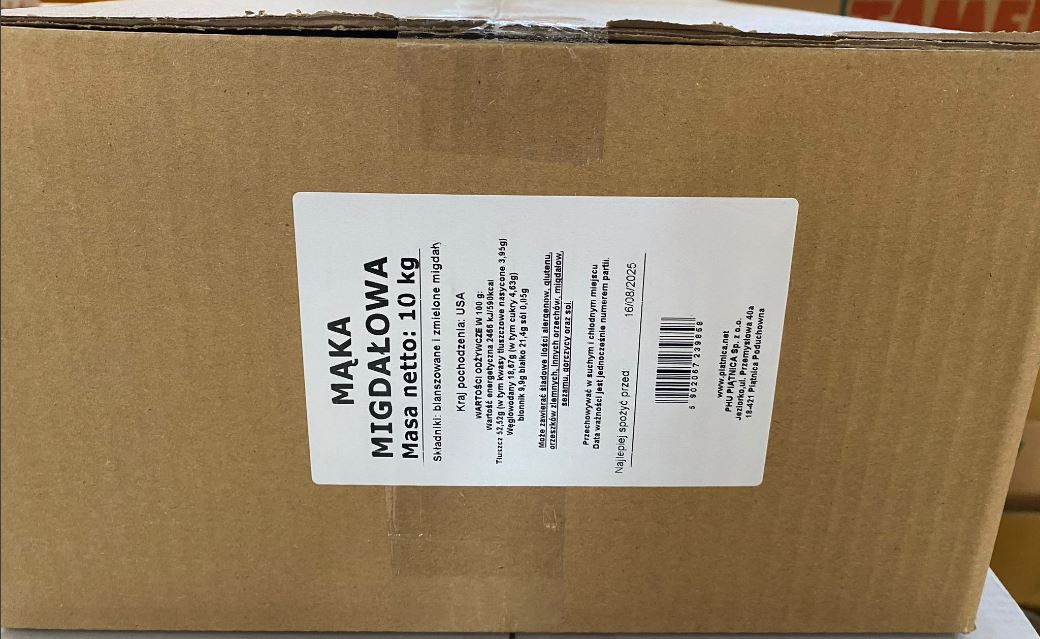 MĄKA
MIGDAŁOWA
Masa netto: 10 kg
Składniki: blanszowane i zmielone migdały
Kraj pochodzenia: USA
WARTOŚCI ODŻYWCZE W 100 g:
Wartość energetyczna 2466 kJ/590kcal
Tłuszcz 52,52g (w tym kwasy tłuszczowe nasycone 3,95g)
Węglowodany 18,67g (w tym cukry 4,63g)
błonnik 9,9g białko 21,4g sól 0,05g
Może zawierać śladowe ilości alergenów, glutenu,
orzeszków ziemnych, innych orzechów, migdałów,
sezamu, gorczycy oraz soi.
Przechowywać w suchym i chłodnym miejscu
Data ważności jest jednocześnie numerem partii.
Najlepiej spożyć przed 16/08/2025
5 902067 239868
www.piatnica.net
PHU PIĄTNICA Sp. z o.o.
Jeziorko,ul. Przemysłowa 40a
18-421 Piątnica Poduchowna